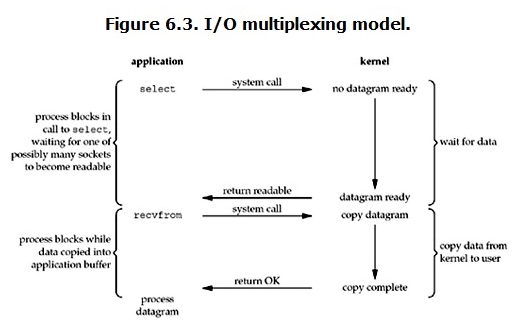 Figure 6.3. I/O multiplexing model.
application
kernel
select
system call
no datagram ready
process blocks in
call to select,
waiting for one of
possibly many sockets
to become readable
wait for data
return readable
datagram ready
recvfrom
system call
copy datagram
process blocks while
data copied into
application buffer
copy data from
kernel to user
return OK
copy complete
process
datagram